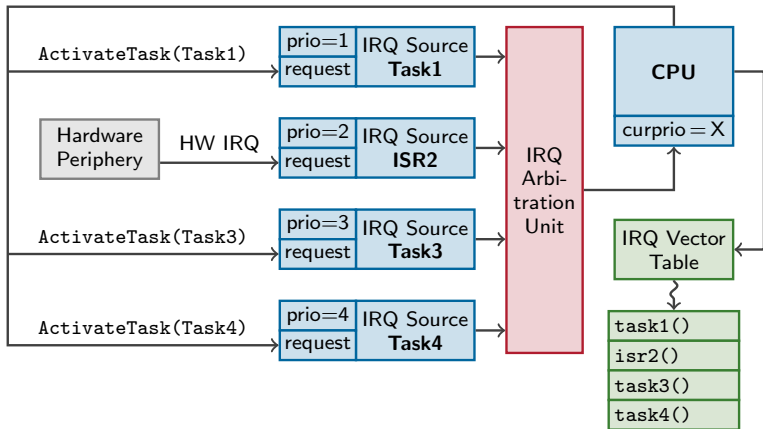 ActivateTask(Task1)
prio=1
request
IRQ Source
Task1
Hardware
Periphery
HW IRQ
prio=2
request
IRQ Source
ISR2
ActivateTask(Task3)
prio=3
request
IRQ Source
Task3
ActivateTask(Task4)
prio=4
request
IRQ Source
Task4
IRQ
Arbi-
tration
Unit
CPU
curprio=X
IRQ Vector
Table
task1()
isr2()
task3()
task4()